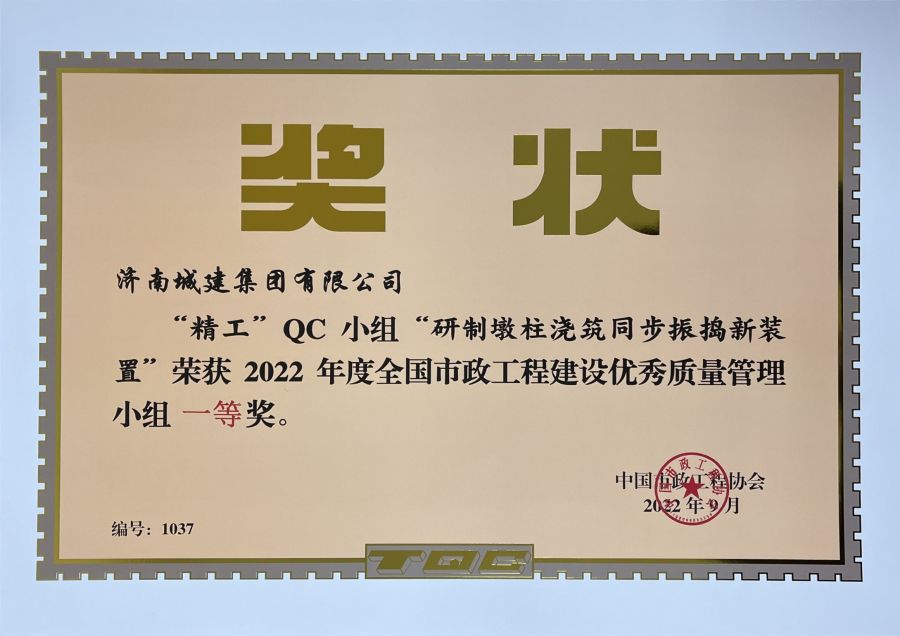 奖 状
济南城建集团有限公司
“精工”QC 小组“研制墩柱浇筑同步振捣新装
置”荣获 2022 年度全国市政工程建设优秀质量管理
小组 一等奖。
中国市政工程协会
2022 年 9 月
编号：1037
TQC